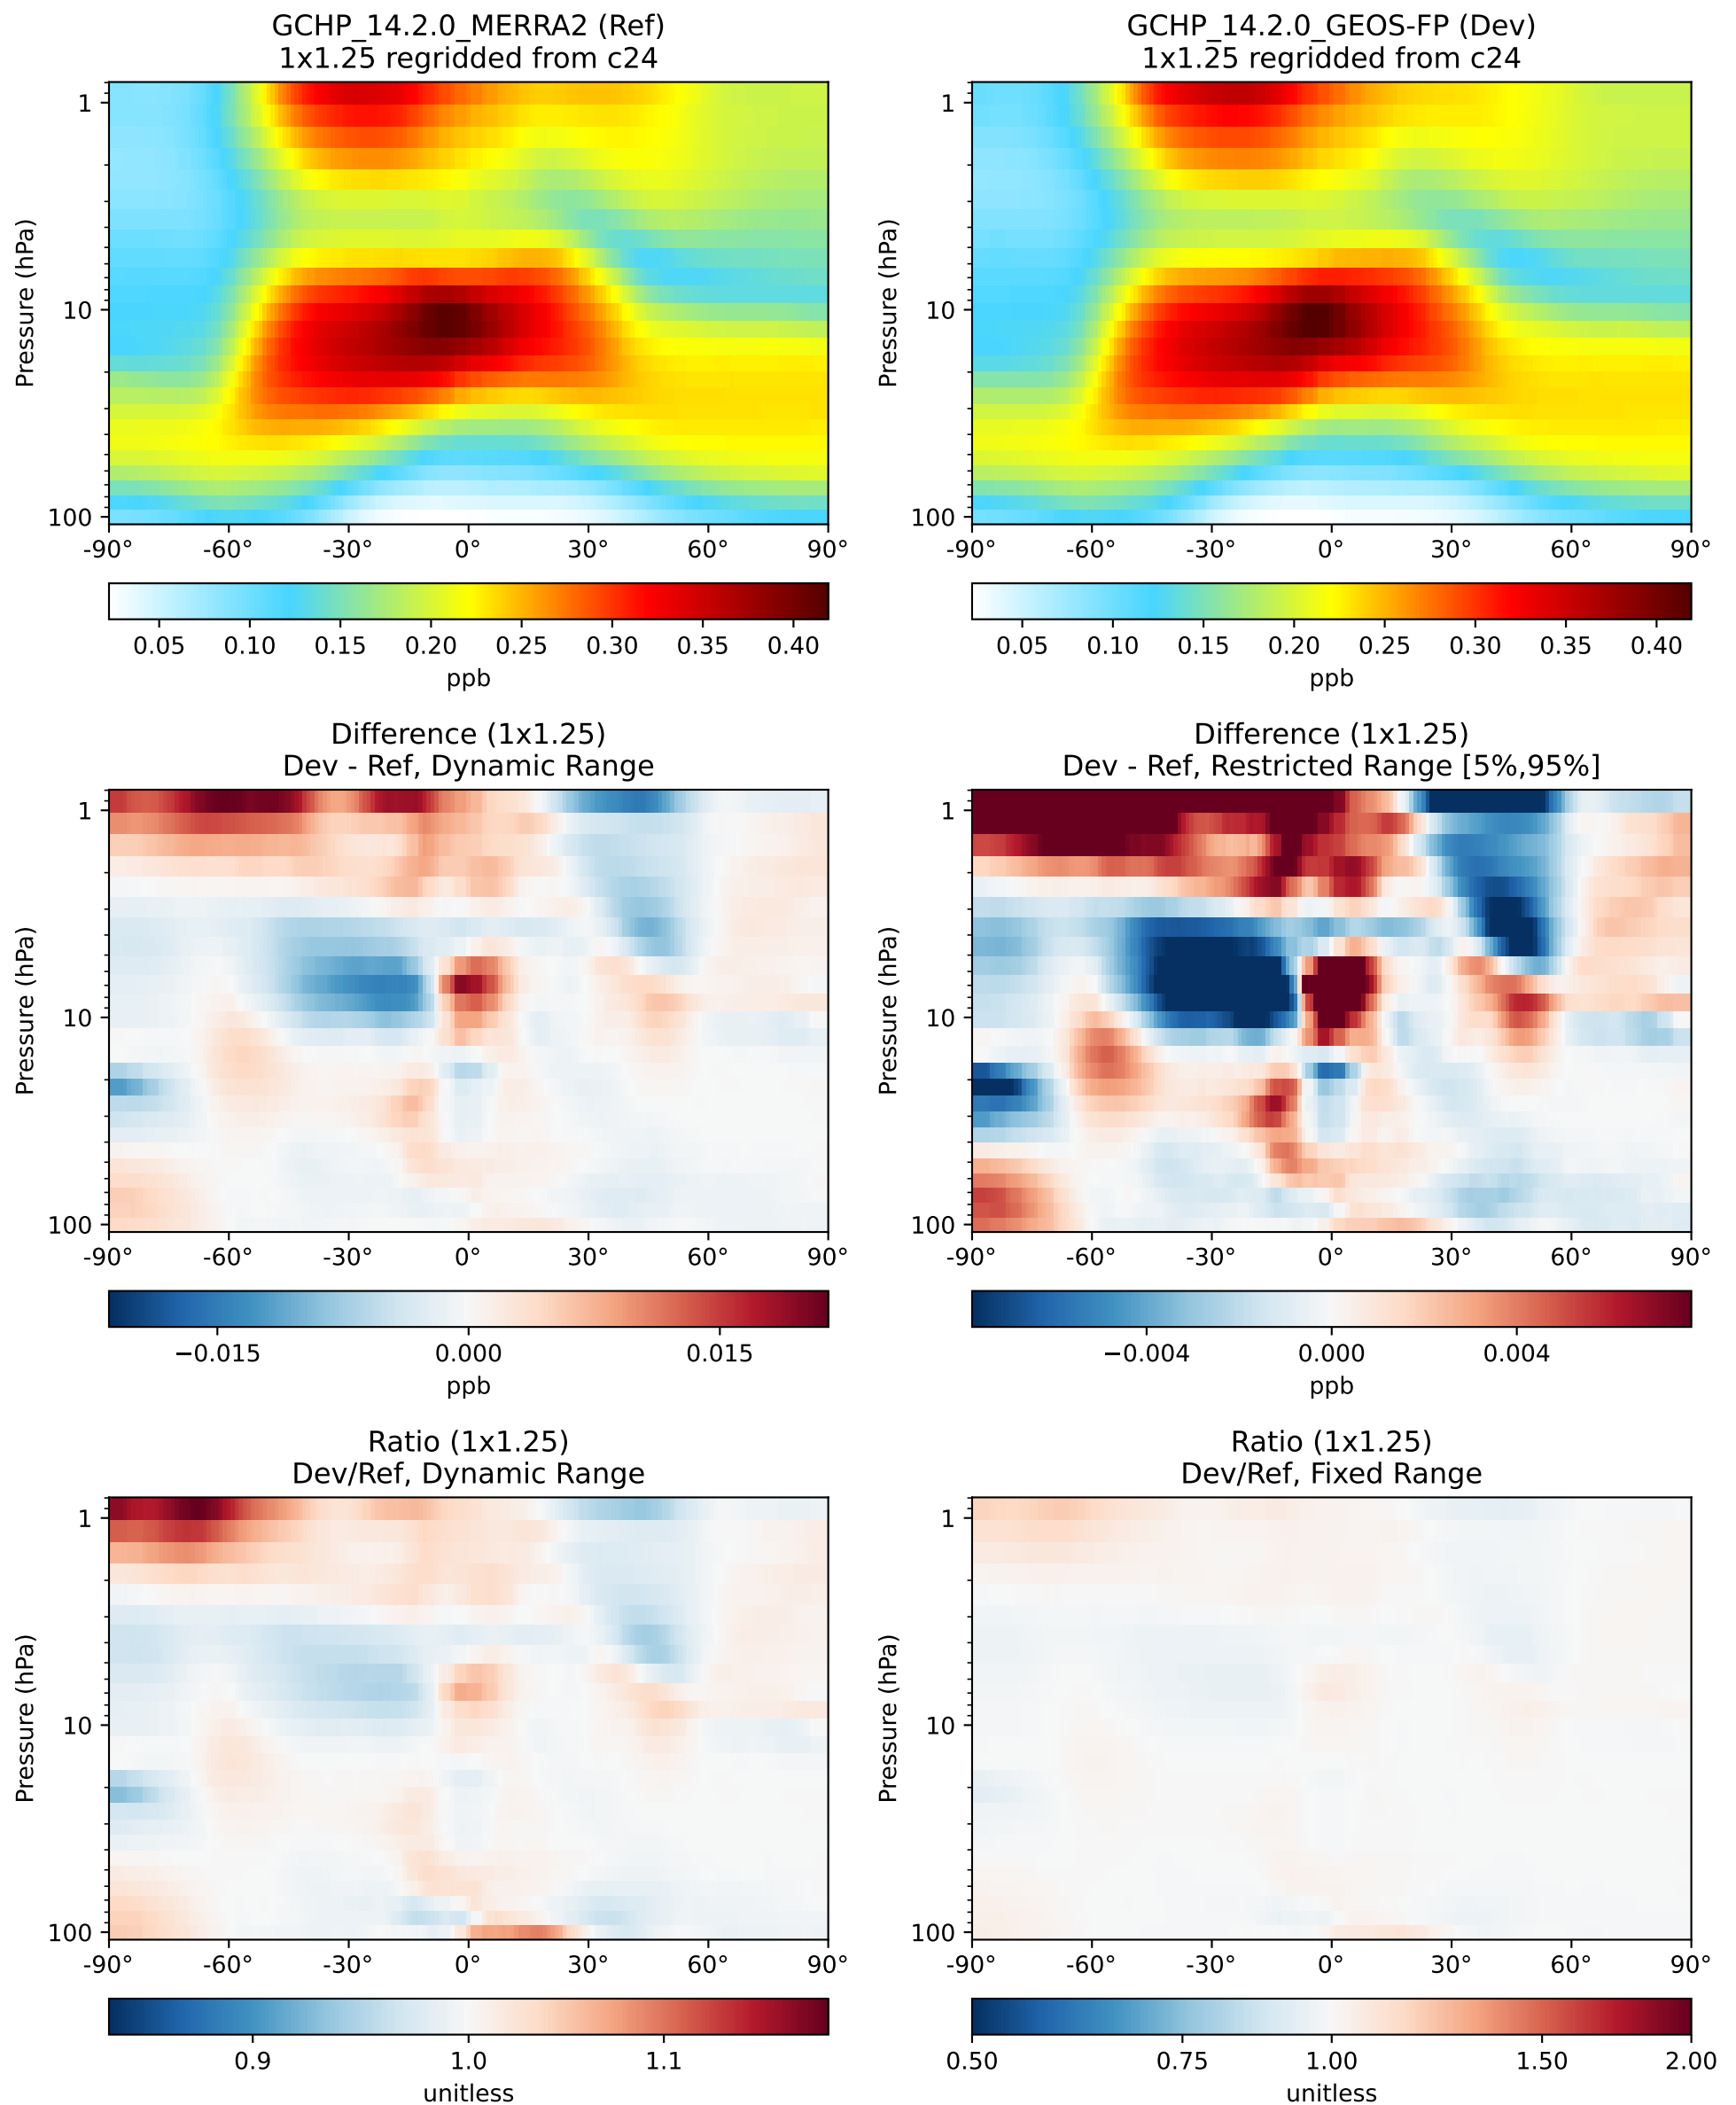 GCHP_14.2.0_MERRA2 (Ref)
1x1.25 regridded from c24
Pressure (hPa)
1
10
100
-90° -60° -30° 0° 30° 60° 90°
0.05 0.10 0.15 0.20 0.25 0.30 0.35 0.40
ppb
GCHP_14.2.0_GEOS-FP (Dev)
1x1.25 regridded from c24
Pressure (hPa)
1
10
100
-90° -60° -30° 0° 30° 60° 90°
0.05 0.10 0.15 0.20 0.25 0.30 0.35 0.40
ppb
Difference (1x1.25)
Dev - Ref, Dynamic Range
Pressure (hPa)
1
10
100
-90° -60° -30° 0° 30° 60° 90°
−0.015 0.000 0.015
ppb
Difference (1x1.25)
Dev - Ref, Restricted Range [5%,95%]
Pressure (hPa)
1
10
100
-90° -60° -30° 0° 30° 60° 90°
−0.004 0.000 0.004
ppb
Ratio (1x1.25)
Dev/Ref, Dynamic Range
Pressure (hPa)
1
10
100
-90° -60° -30° 0° 30° 60° 90°
0.9 1.0 1.1
unitless
Ratio (1x1.25)
Dev/Ref, Fixed Range
Pressure (hPa)
1
10
100
-90° -60° -30° 0° 30° 60° 90°
0.50 0.75 1.00 1.50 2.00
unitless